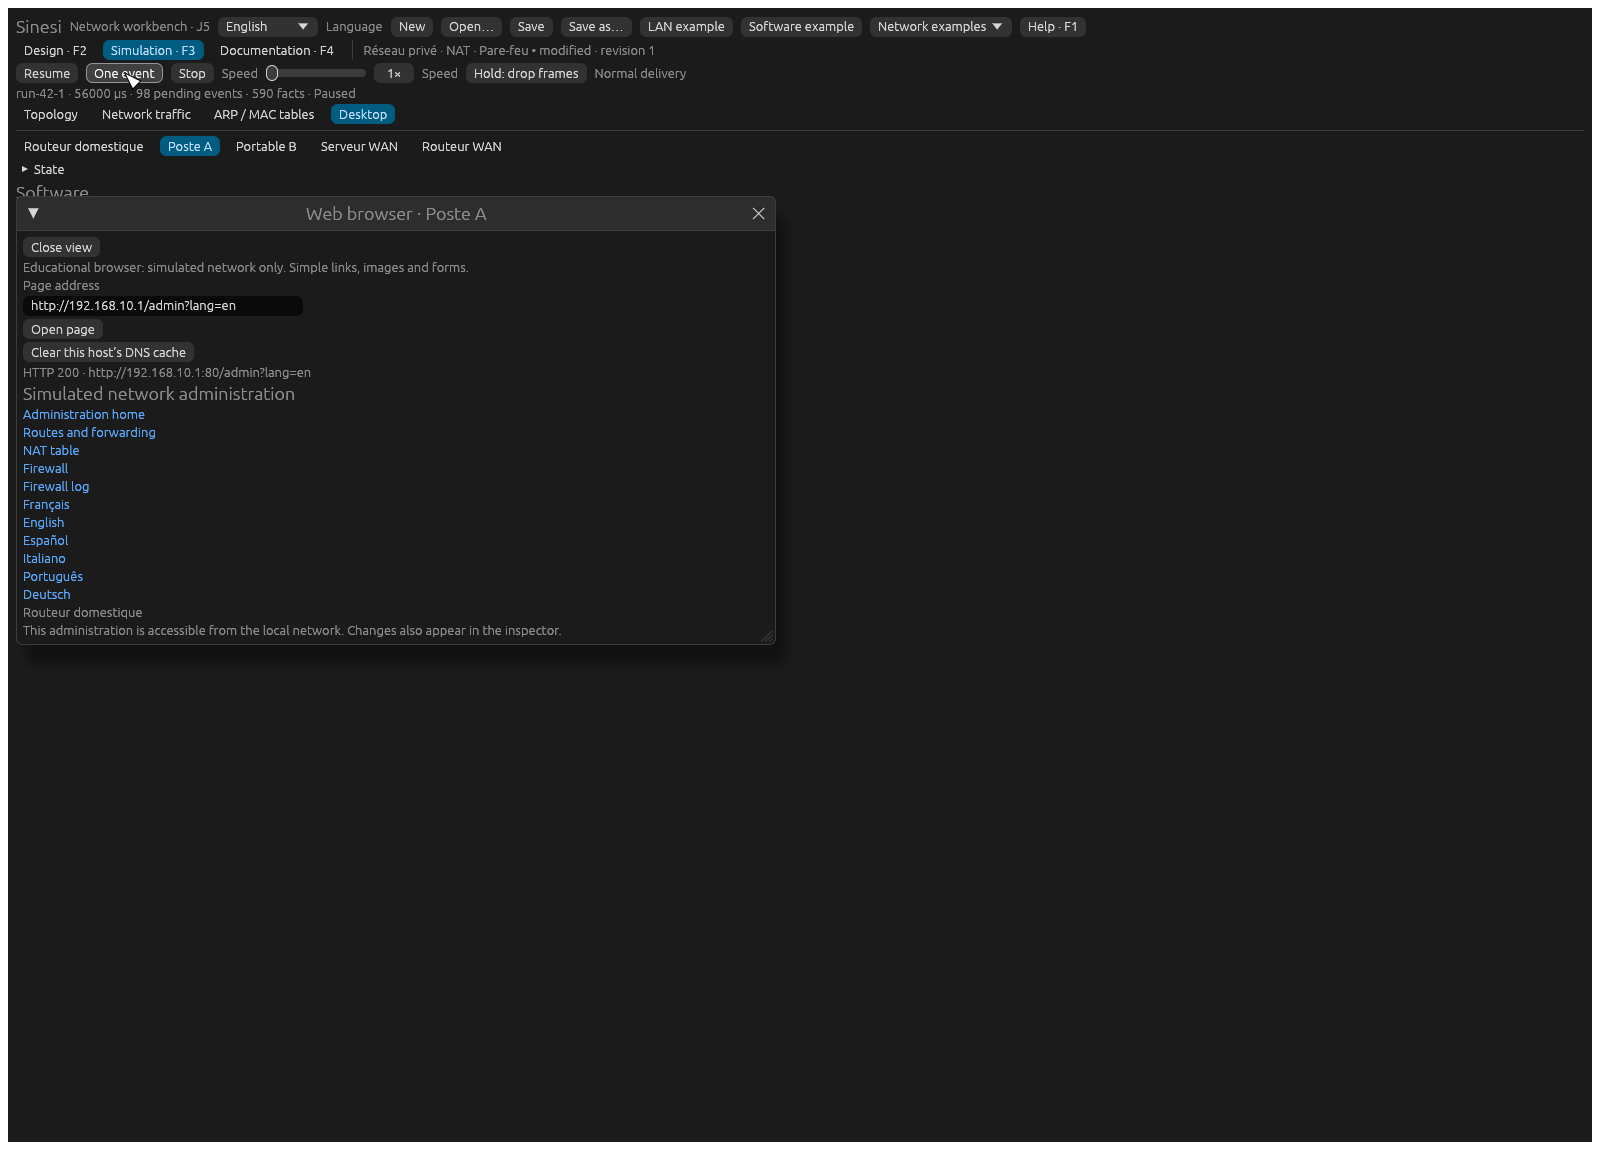 Sinesi Network workbench · J5 English Language New Open… Save Save as… LAN example Software example Network examples Help · F1
Design · F2 Simulation · F3 Documentation · F4 Réseau privé · NAT · Pare-feu • modified · revision 1
Resume One event Stop Speed 1× Speed Hold: drop frames Normal delivery
run-42-1 · 56000 µs · 98 pending events · 590 facts · Paused
Topology Network traffic ARP / MAC tables Desktop
Routeur domestique Poste A Portable B Serveur WAN Routeur WAN
State
Software
Web browser · Poste A
Close view
Educational browser: simulated network only. Simple links, images and forms.
Page address
http://192.168.10.1/admin?lang=en
Open page
Clear this host’s DNS cache
HTTP 200 · http://192.168.10.1:80/admin?lang=en
Simulated network administration
Administration home
Routes and forwarding
NAT table
Firewall
Firewall log
Français
English
Español
Italiano
Português
Deutsch
Routeur domestique
This administration is accessible from the local network. Changes also appear in the inspector.